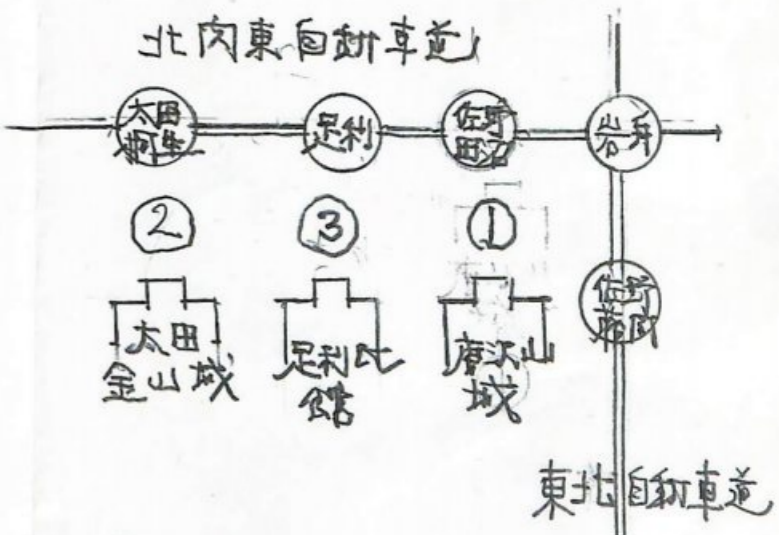 北関東自動車道
太田
桐生
足利
佐野
田沼
岩舟
②
③
①
太田
金山城
足利氏
館
唐沢山
城
佐野
藤岡
東北自動車道